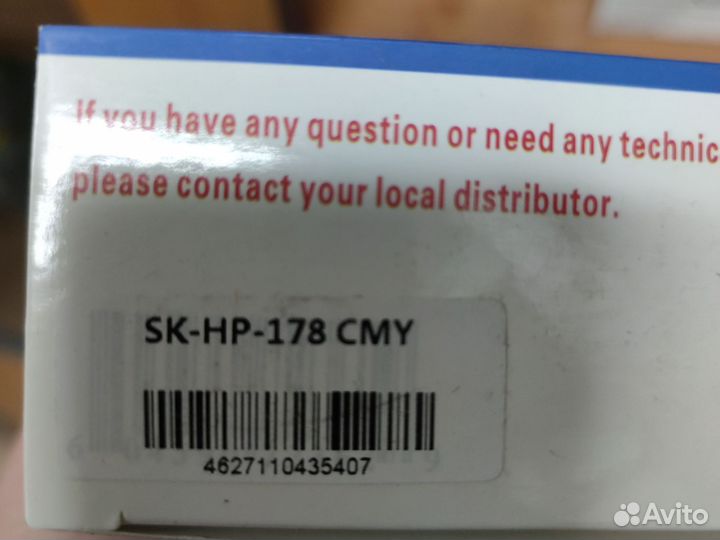 If you have any question or need any technic
please contact your local distributor.
SK-HP-178 CMY
4627110435407
Avito